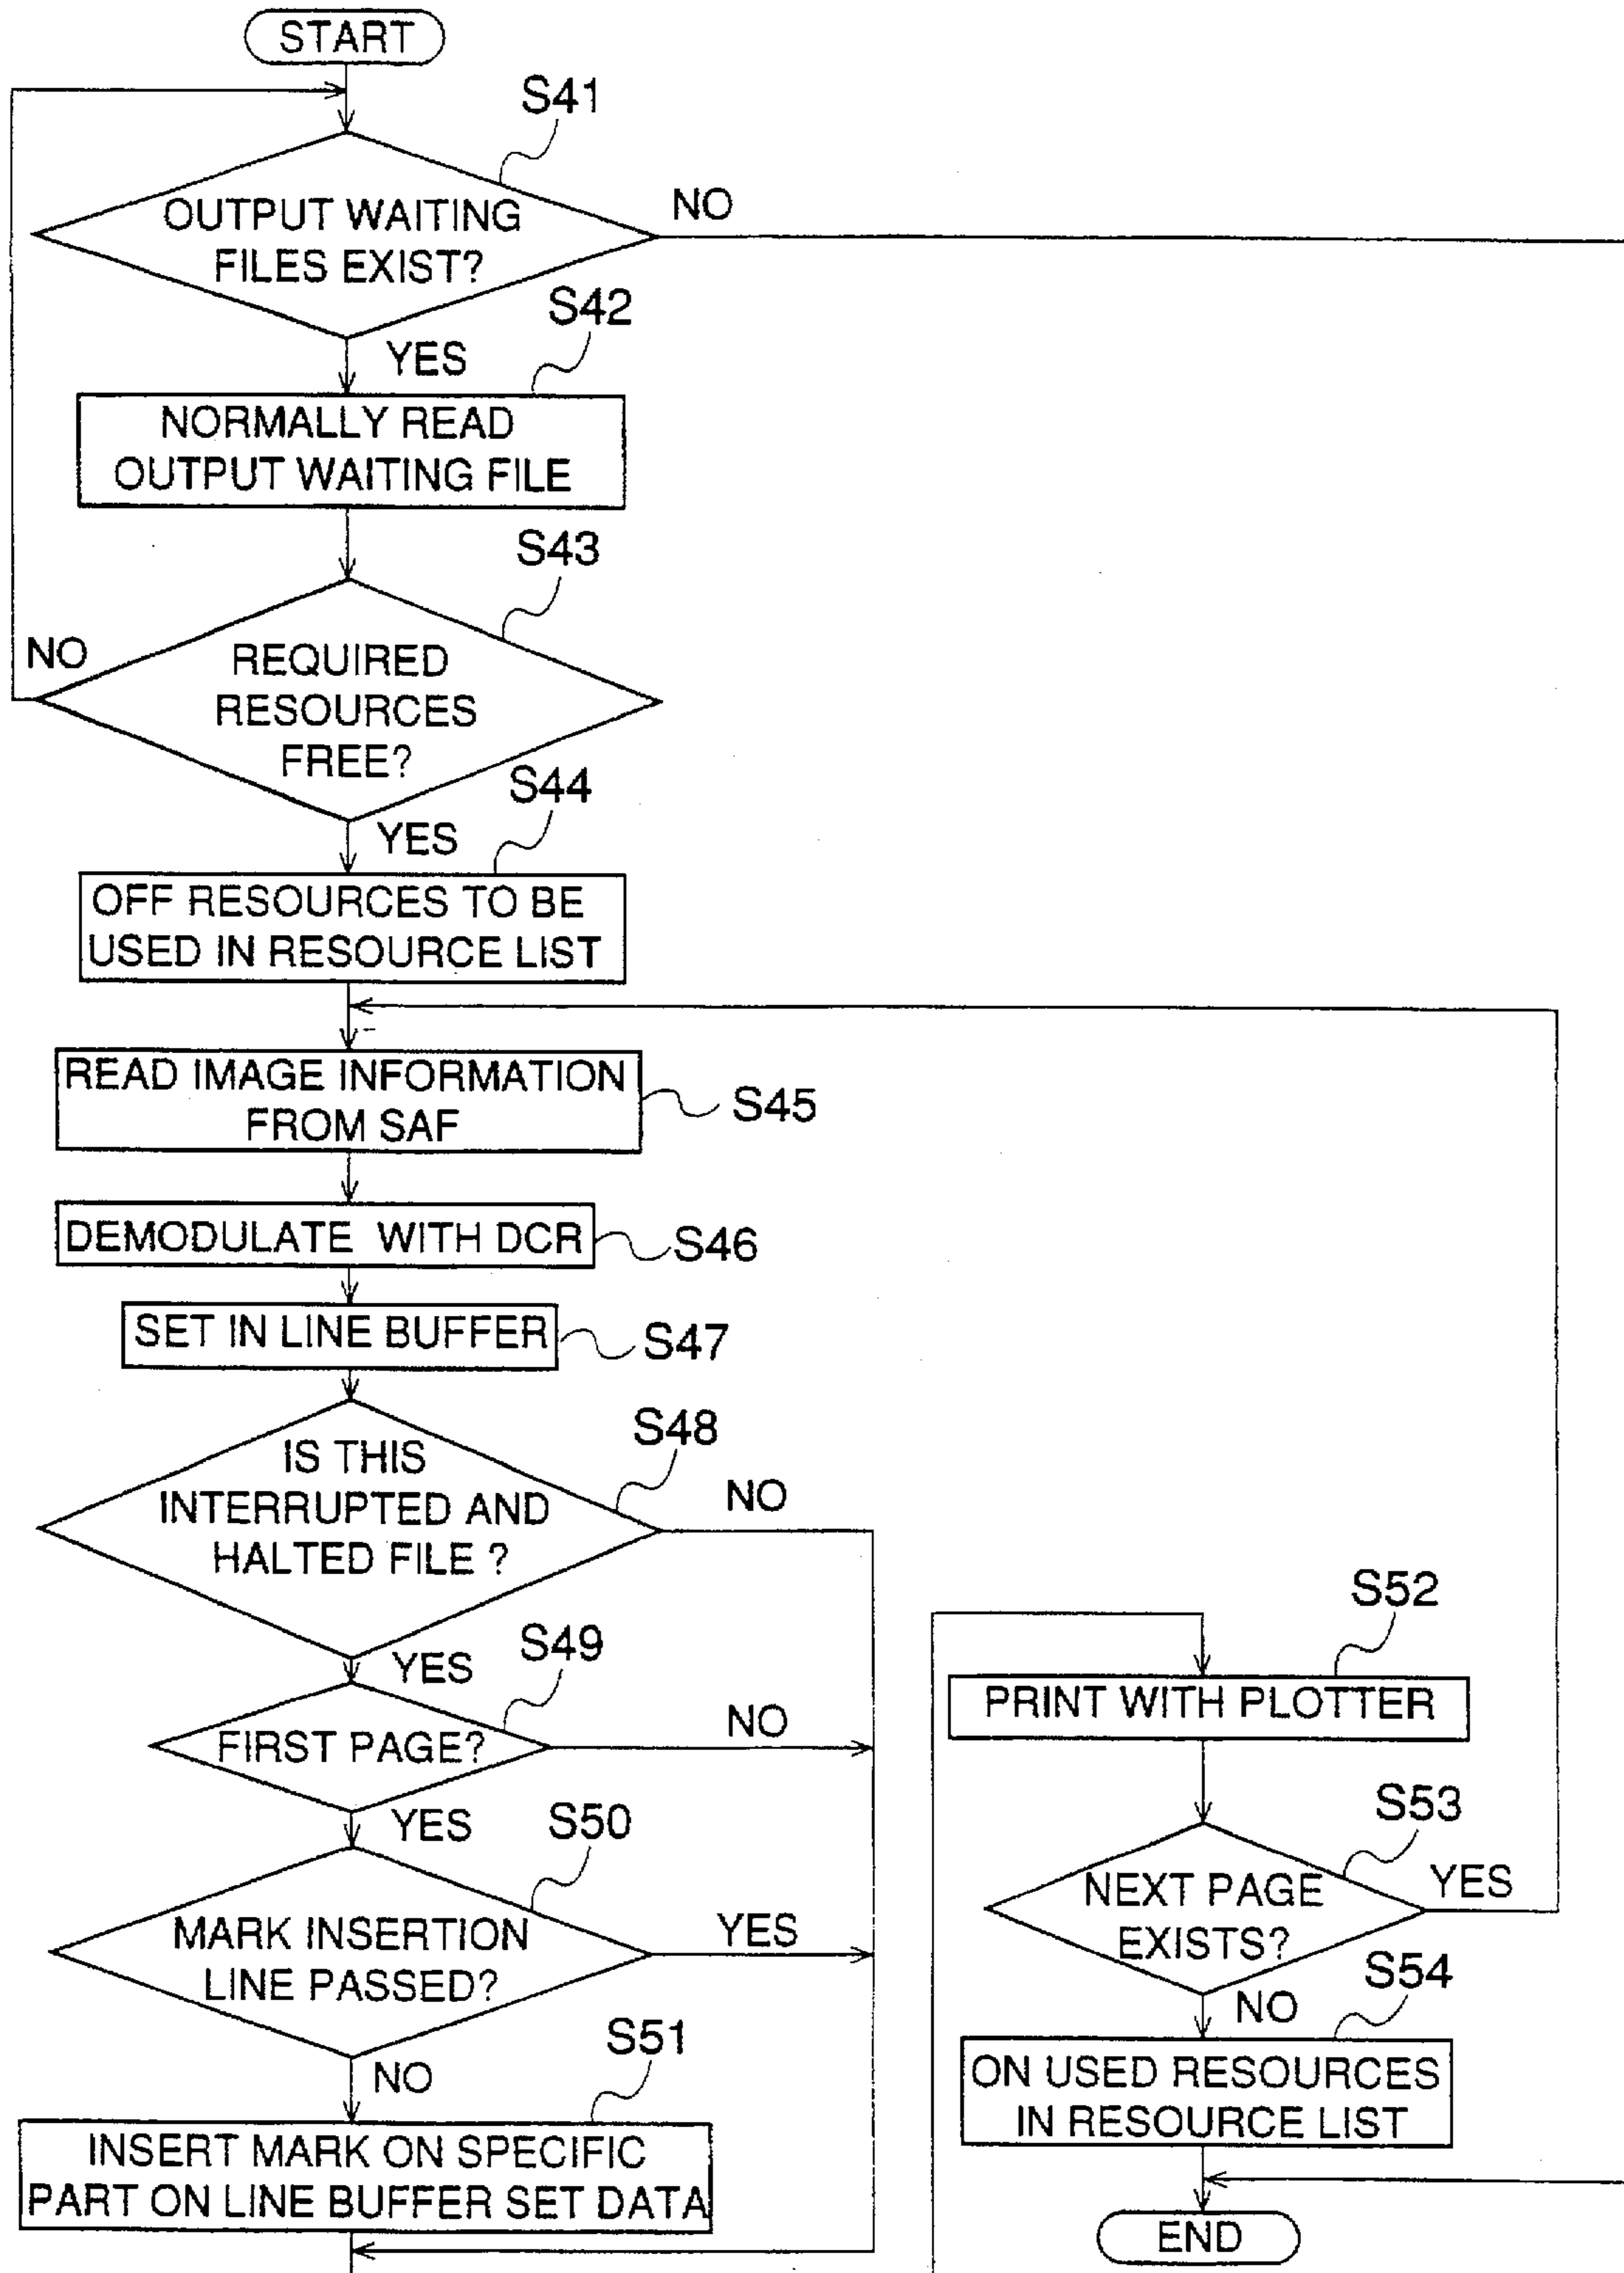 START
S41
OUTPUT WAITING
FILES EXIST?
NO
S42
YES
NORMALLY READ
OUTPUT WAITING FILE
S43
NO
REQUIRED
RESOURCES
FREE?
S44
YES
OFF RESOURCES TO BE
USED IN RESOURCE LIST
READ IMAGE INFORMATION
FROM SAF
S45
DEMODULATE WITH DCR
S46
SET IN LINE BUFFER
S47
IS THIS
INTERRUPTED AND
HALTED FILE ?
S48
NO
YES
S49
FIRST PAGE?
NO
YES
S50
MARK INSERTION
LINE PASSED?
YES
NO
S51
INSERT MARK ON SPECIFIC
PART ON LINE BUFFER SET DATA
S52
PRINT WITH PLOTTER
S53
NEXT PAGE
EXISTS?
YES
NO
S54
ON USED RESOURCES
IN RESOURCE LIST
END